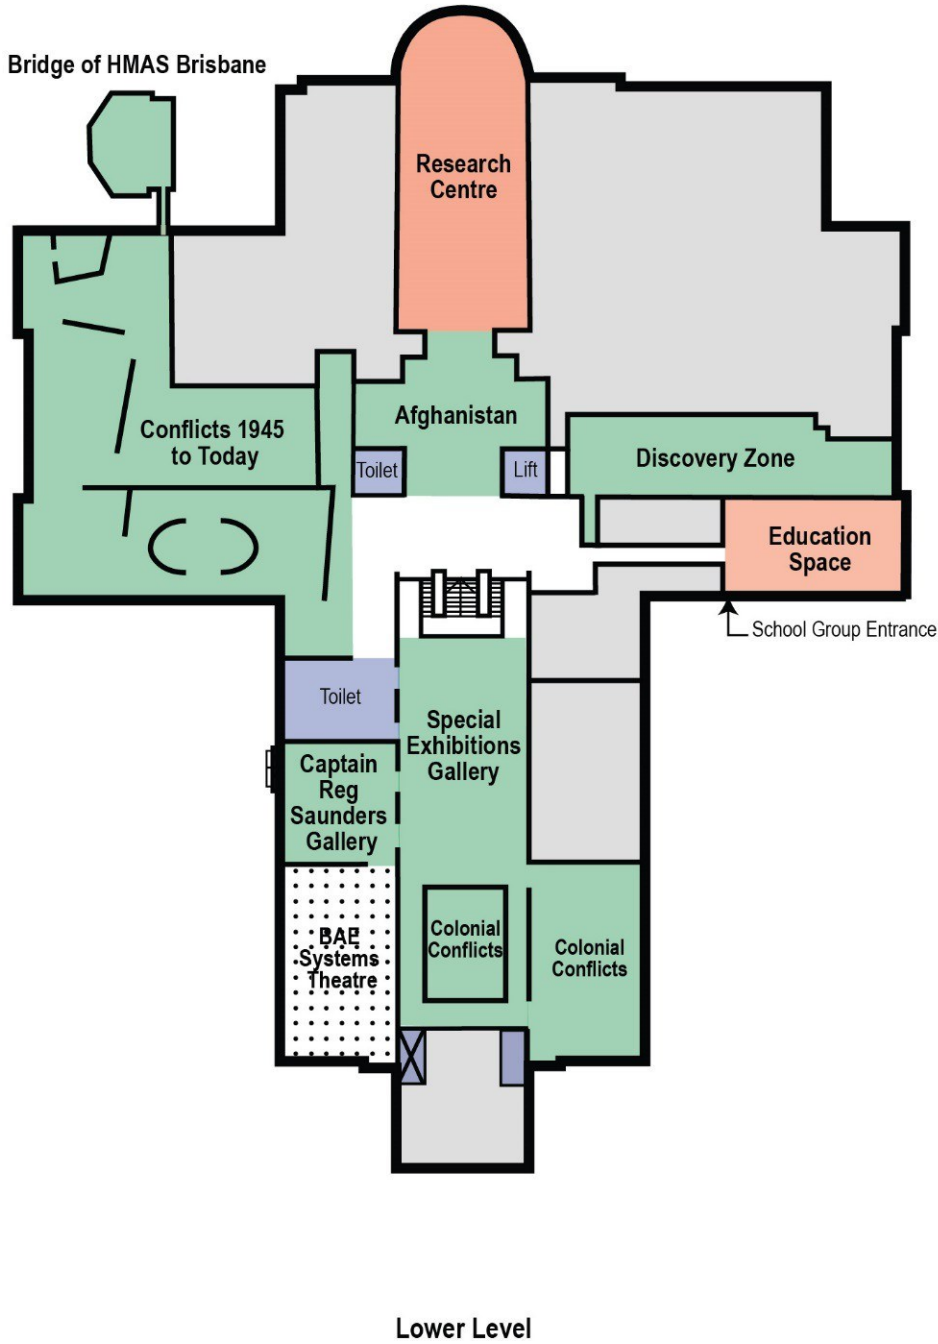 Bridge of HMAS Brisbane
Research
Centre
Afghanistan
Conflicts 1945
to Today
Toilet
Lift
Discovery Zone
Education
Space
School Group Entrance
Toilet
Special
Exhibitions
Gallery
Captain
Reg
Saunders
Gallery
BAE
Systems
Theatre
Colonial
Conflicts
Colonial
Conflicts
Lower Level